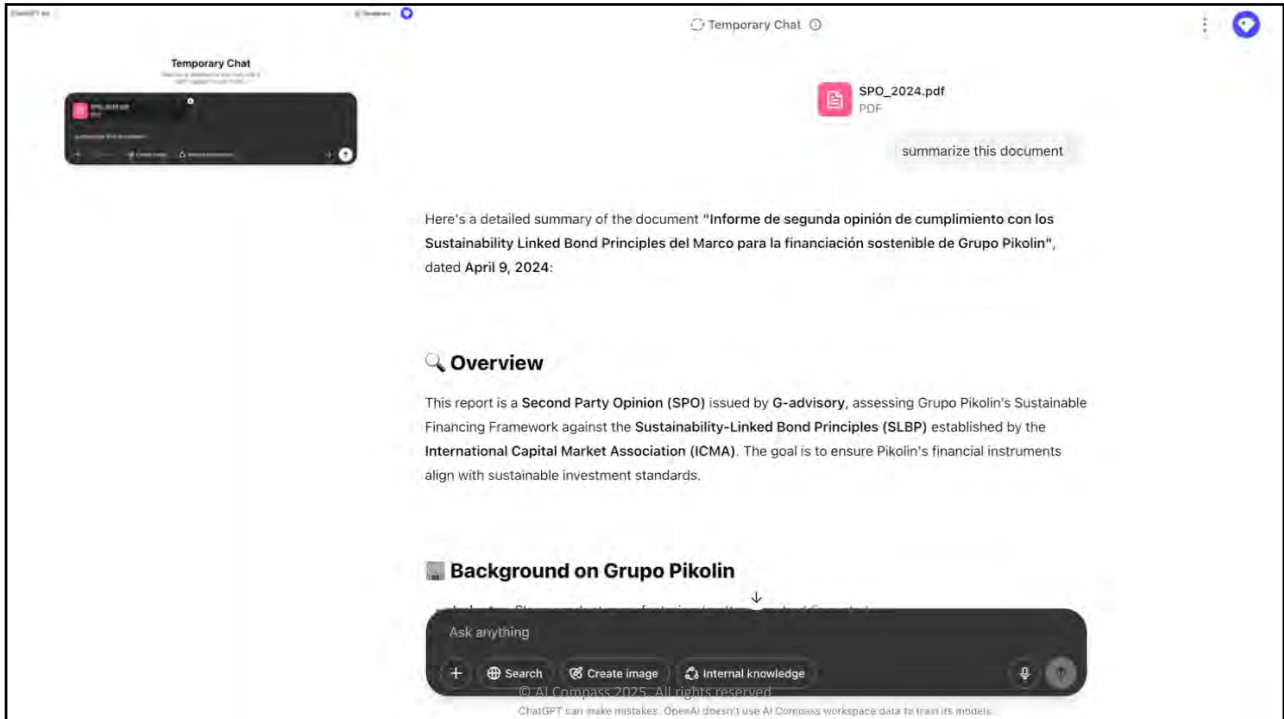 Temporary Chat
SPO_2024.pdf
summarize this document
Temporary Chat
SPO_2024.pdf
PDF
summarize this document
Here's a detailed summary of the document "Informe de segunda opinión de cumplimiento con los
Sustainability Linked Bond Principles del Marco para la financiación sostenible de Grupo Pikolin",
dated April 9, 2024:
Overview
This report is a Second Party Opinion (SPO) issued by G-advisory, assessing Grupo Pikolin's Sustainable
Financing Framework against the Sustainability-Linked Bond Principles (SLBP) established by the
International Capital Market Association (ICMA). The goal is to ensure Pikolin's financial instruments
align with sustainable investment standards.
Background on Grupo Pikolin
Ask anything
Search Create image Internal knowledge
© AI Compass 2025. All rights reserved
ChatGPT can make mistakes. OpenAI doesn't use AI Compass workspace data to train its models.